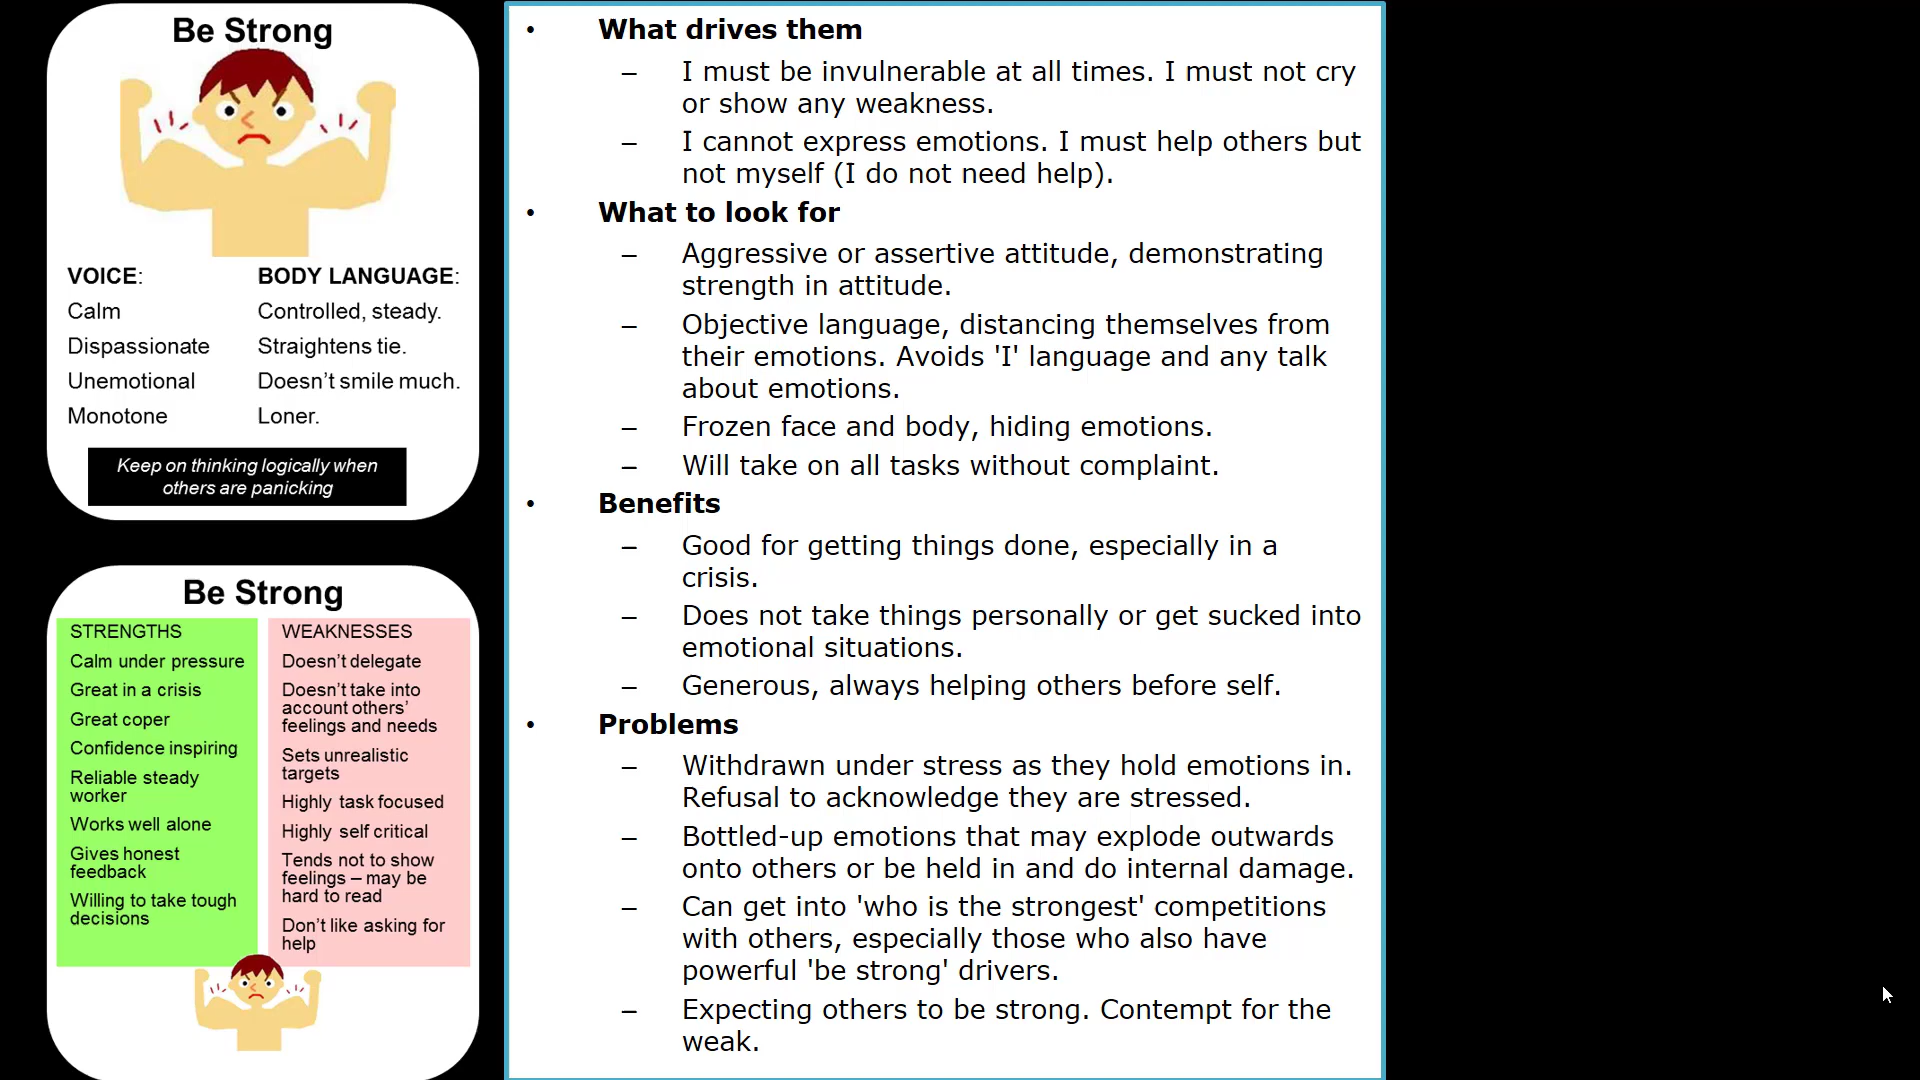 Be Strong
VOICE:
BODY LANGUAGE:
Calm
Controlled, steady.
Dispassionate
Straightens tie.
Unemotional
Doesn’t smile much.
Monotone
Loner.
Keep on thinking logically when
others are panicking
Be Strong
STRENGTHS
Calm under pressure
Great in a crisis
Great coper
Confidence inspiring
Reliable steady
worker
Works well alone
Gives honest
feedback
Willing to take tough
decisions
WEAKNESSES
Doesn’t delegate
Doesn’t take into
account others’
feelings and needs
Sets unrealistic
targets
Highly task focused
Highly self critical
Tends not to show
feelings – may be
hard to read
Don’t like asking for
help
• What drives them
– I must be invulnerable at all times. I must not cry
or show any weakness.
– I cannot express emotions. I must help others but
not myself (I do not need help).
• What to look for
– Aggressive or assertive attitude, demonstrating
strength in attitude.
– Objective language, distancing themselves from
their emotions. Avoids 'I' language and any talk
about emotions.
– Frozen face and body, hiding emotions.
– Will take on all tasks without complaint.
• Benefits
– Good for getting things done, especially in a
crisis.
– Does not take things personally or get sucked into
emotional situations.
– Generous, always helping others before self.
• Problems
– Withdrawn under stress as they hold emotions in.
Refusal to acknowledge they are stressed.
– Bottled-up emotions that may explode outwards
onto others or be held in and do internal damage.
– Can get into 'who is the strongest' competitions
with others, especially those who also have
powerful 'be strong' drivers.
– Expecting others to be strong. Contempt for the
weak.